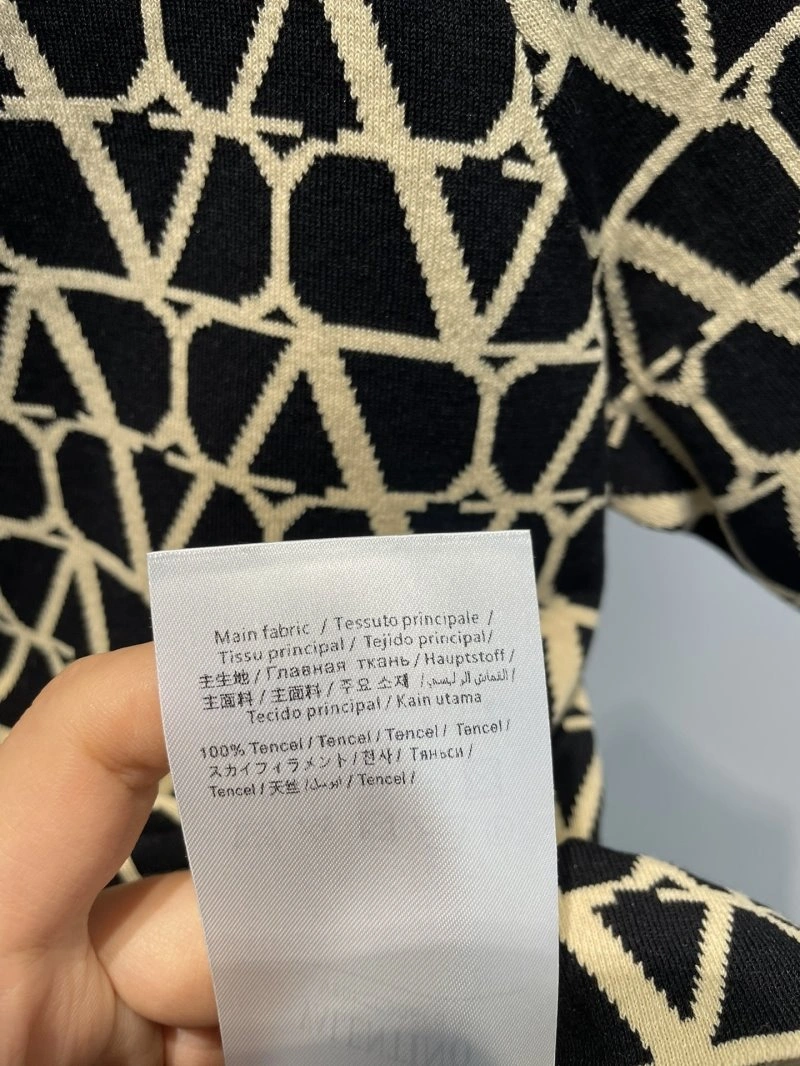 Main fabric / Tessuto principale /
Tissu principal / Tejido principal/
主生地 / Главная ткань / Hauptstoff /
主面料 / 主面料 / 주요 소재 / القماش الرئيسي /
Tecido principal / Kain utama
100% Tencel / Tencel / Tencel / Tencel /
スカイフィラメント / 천사 / Тяньси /
Tencel / 天丝 / / Tencel /